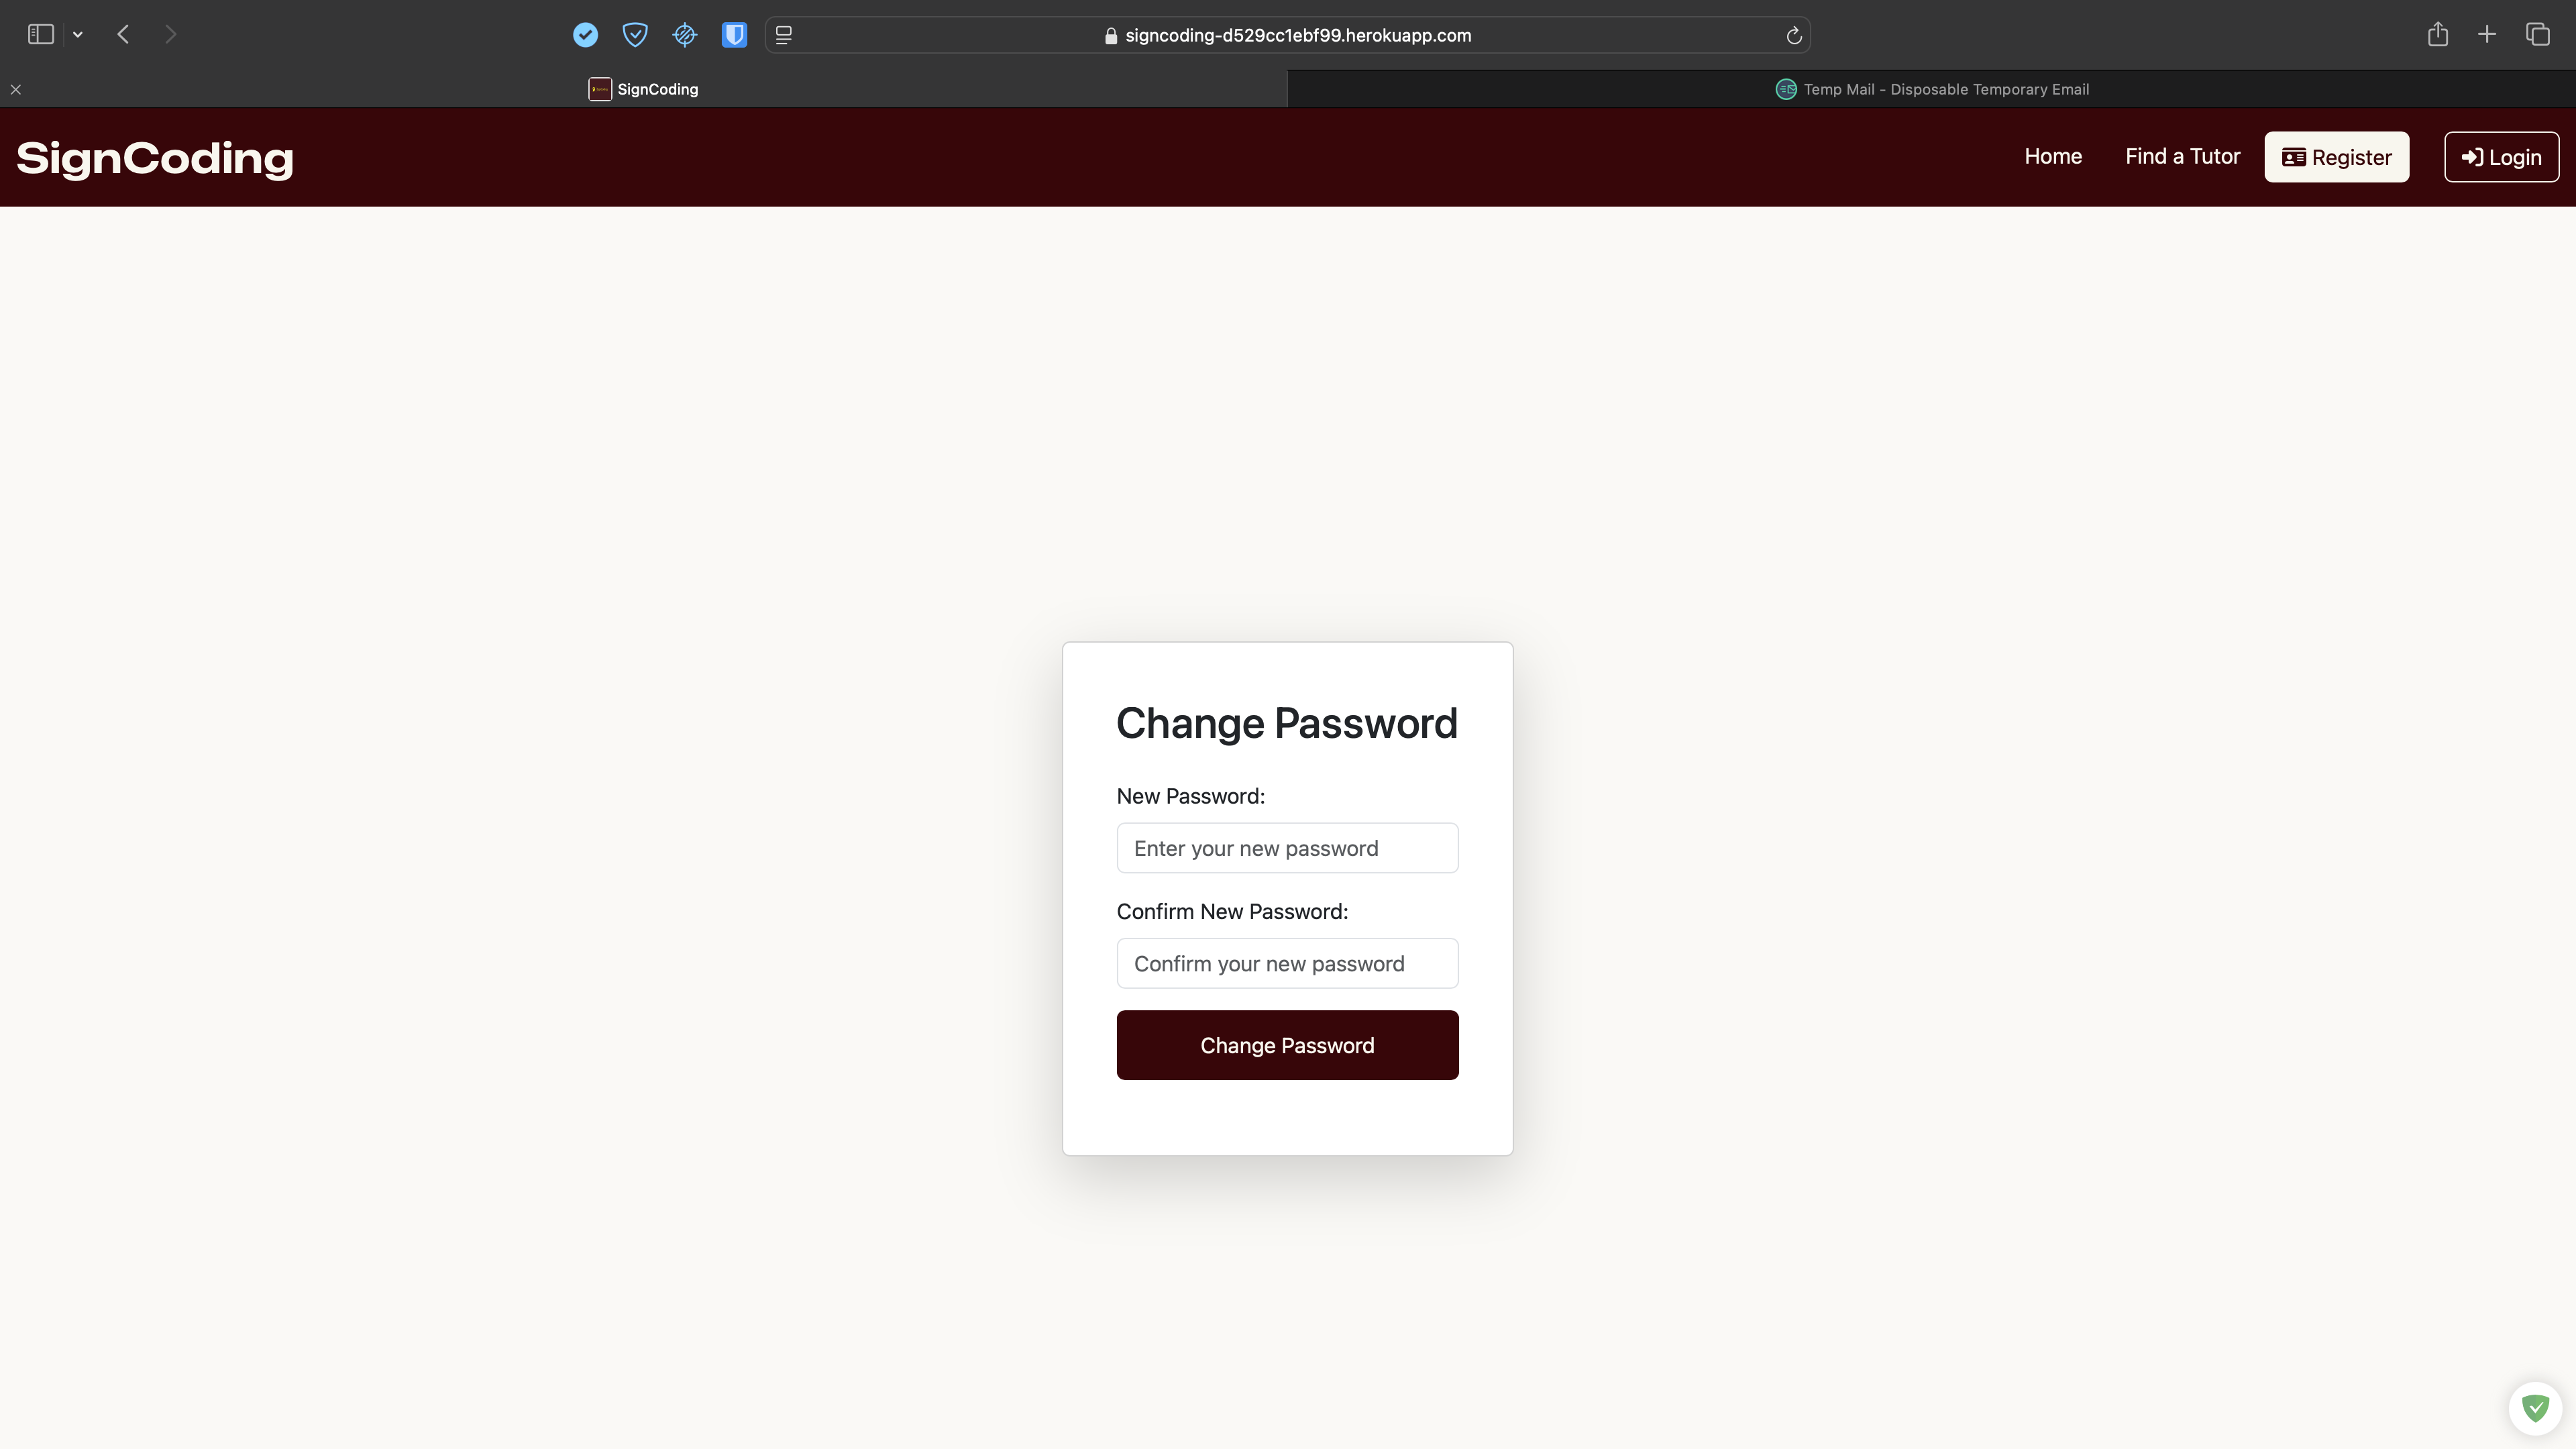 signcoding-d529cc1ebf99.herokuapp.com
SignCoding
Temp Mail - Disposable Temporary Email
SignCoding
Home
Find a Tutor
Register
Login
Change Password
New Password:
Enter your new password
Confirm New Password:
Confirm your new password
Change Password